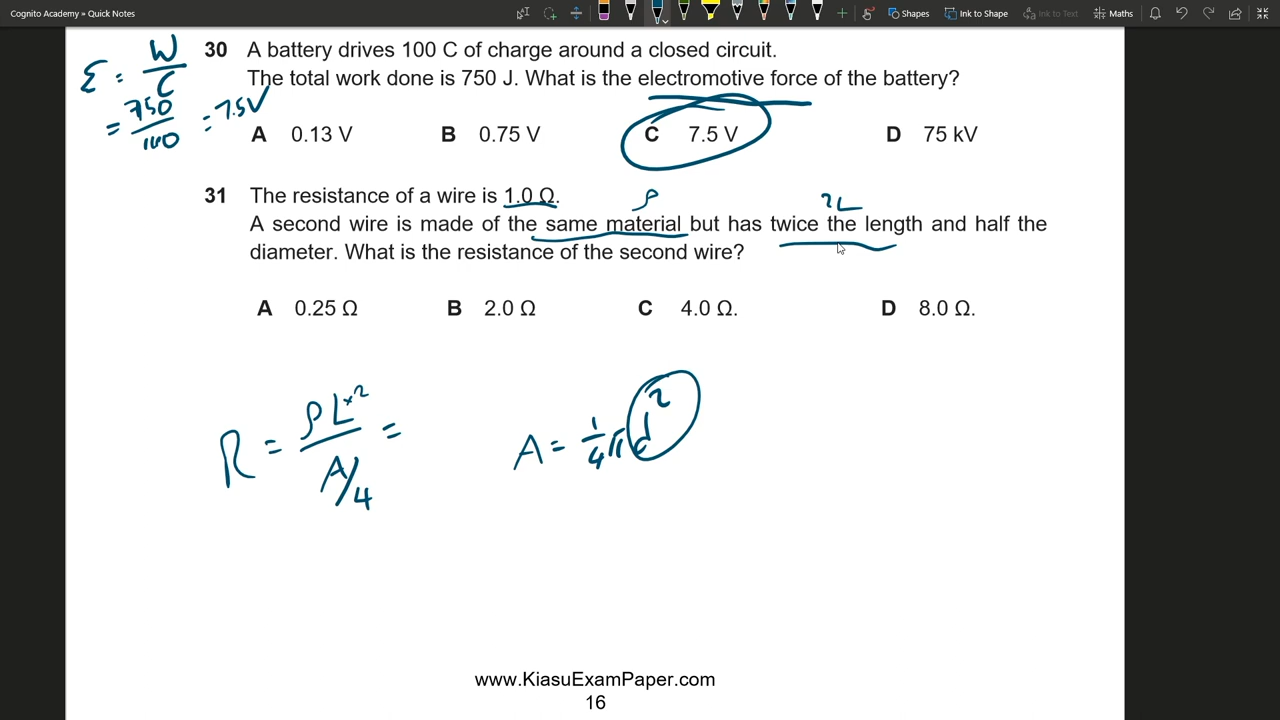 Cognito Academy » Quick Notes
Shapes
Ink to Shape
Ink to Text
Maths
30 A battery drives 100 C of charge around a closed circuit.
The total work done is 750 J. What is the electromotive force of the battery?
Ɛ = W/C
= 750/100 = 7.5V
A 0.13 V B 0.75 V C 7.5 V D 75 kV
31 The resistance of a wire is 1.0 Ω.
ρ 2L
A second wire is made of the same material but has twice the length and half the
diameter. What is the resistance of the second wire?
A 0.25 Ω B 2.0 Ω C 4.0 Ω. D 8.0 Ω.
R = ρL×2 / A/4 =
A = 1/4 πd²
www.KiasuExamPaper.com
16